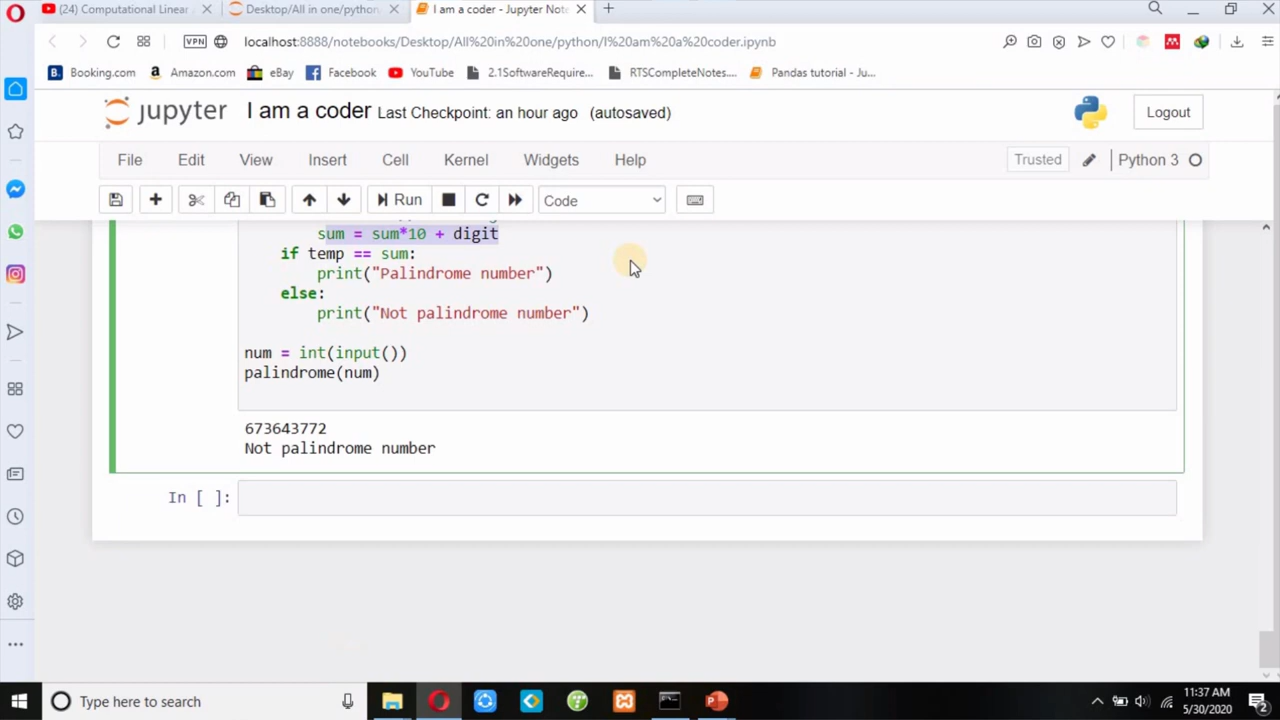 (24) Computational Linear
Desktop/All in one/python
I am a coder - Jupyter Note
VPN
localhost:8888/notebooks/Desktop/All%20in%20one/python/I%20am%20a%20coder.ipynb
B Booking.com
a Amazon.com
eBay
Facebook
YouTube
2.1SoftwareRequire...
RTSCompleteNotes....
Pandas tutorial - Ju...
jupyter I am a coder Last Checkpoint: an hour ago (autosaved)
Logout
File Edit View Insert Cell Kernel Widgets Help
Trusted
Python 3
Run
Code
sum = sum*10 + digit
if temp == sum:
print("Palindrome number")
else:
print("Not palindrome number")
num = int(input())
palindrome(num)
673643772
Not palindrome number
In [ ]:
Type here to search
11:37 AM
5/30/2020
2